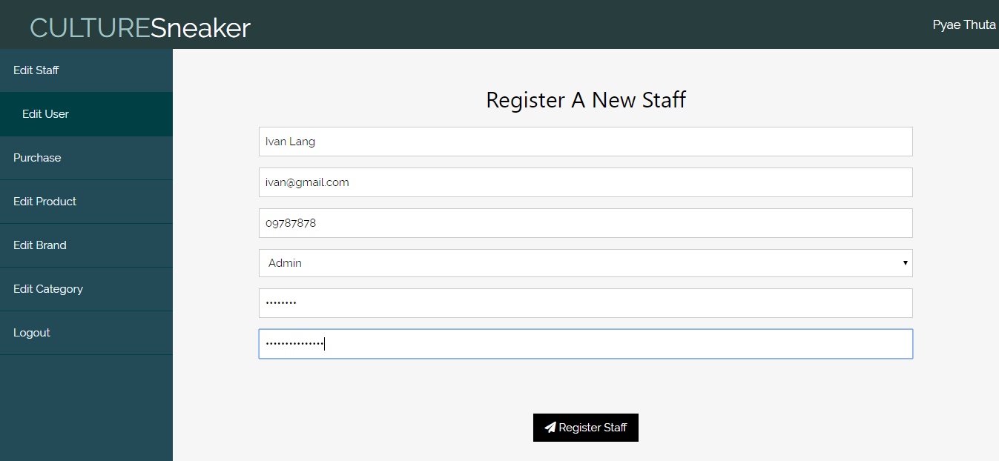 CULTURESneaker
Pyae Thuta
Edit Staff
Edit User
Purchase
Edit Product
Edit Brand
Edit Category
Logout
Register A New Staff
Ivan Lang
ivan@gmail.com
09787878
Admin
••••••••
•••••••••••••••
Register Staff